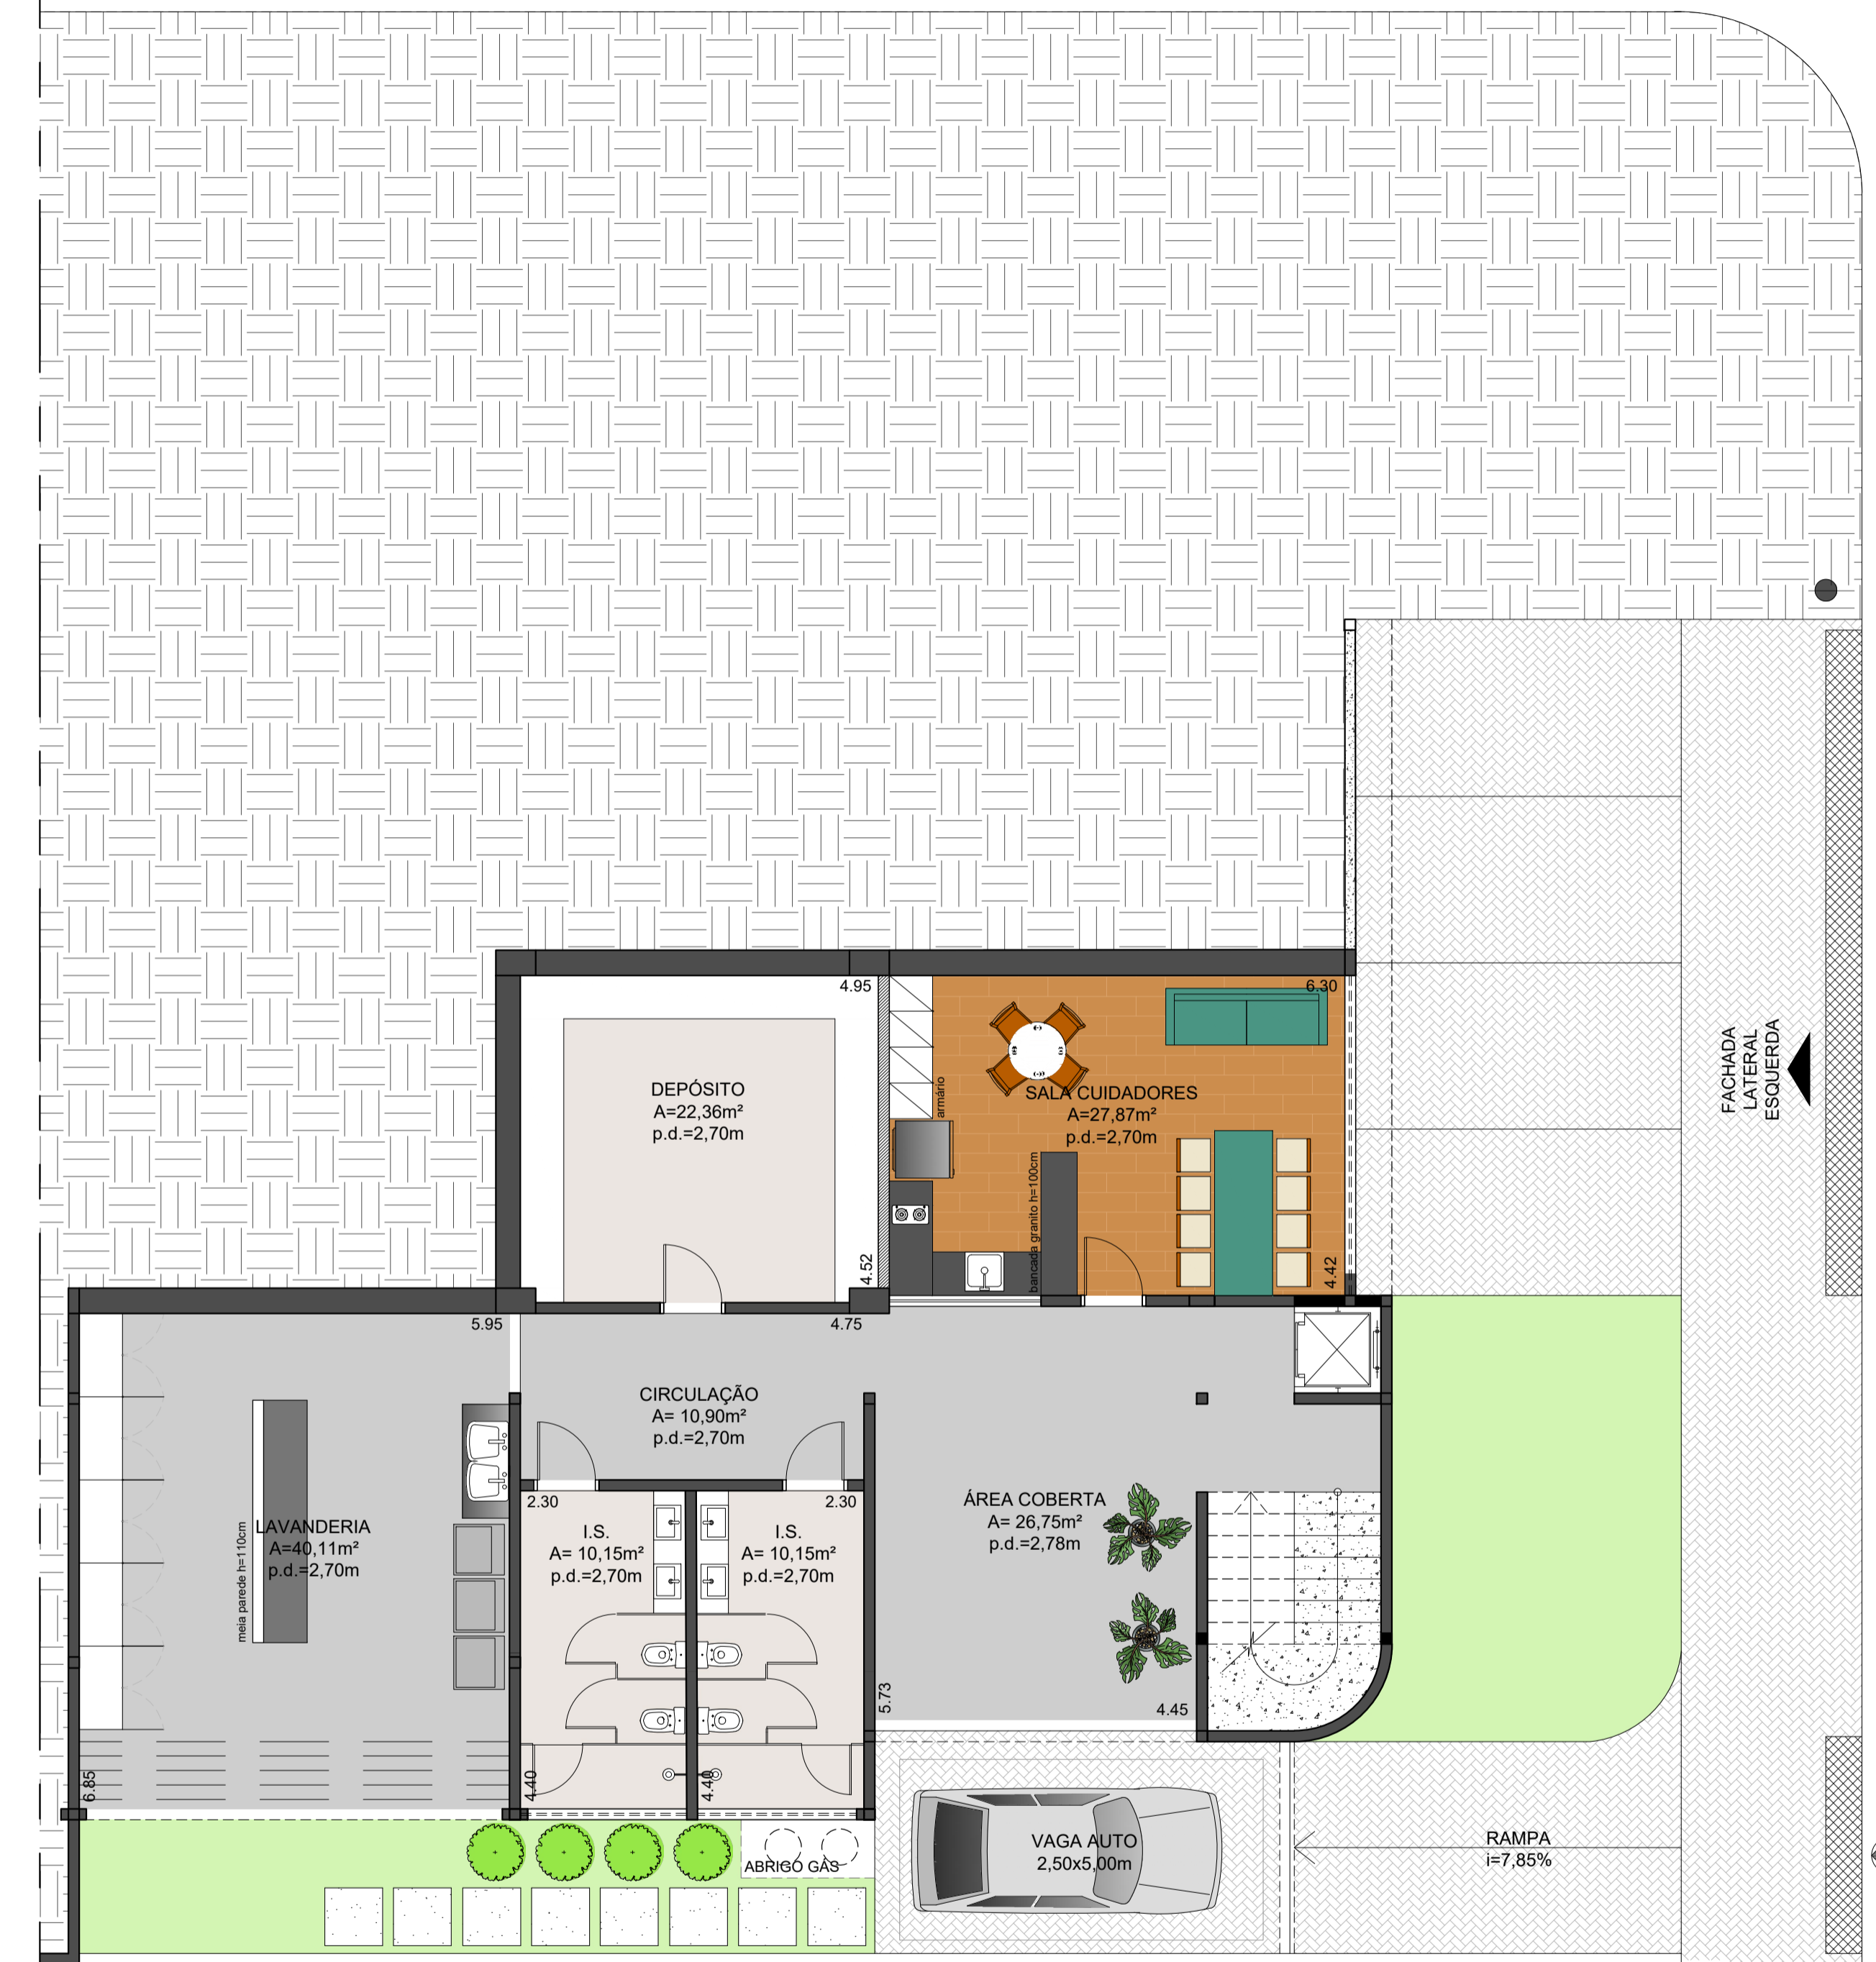 4.95
6.30
DEPÓSITO
A=22,36m²
p.d.=2,70m
4.52
armário
SALA CUIDADORES
A=27,87m²
p.d.=2,70m
bancada granito h=100cm
4.42
FACHADA
LATERAL
ESQUERDA
5.95
4.75
CIRCULAÇÃO
A= 10,90m²
p.d.=2,70m
2.30
2.30
LAVANDERIA
A=40,11m²
p.d.=2,70m
meia parede h=110cm
I.S.
A= 10,15m²
p.d.=2,70m
I.S.
A= 10,15m²
p.d.=2,70m
ÁREA COBERTA
A= 26,75m²
p.d.=2,78m
5.73
4.45
6.85
4.40
4.40
ABRIGO GÁS
VAGA AUTO
2,50x5,00m
RAMPA
i=7,85%